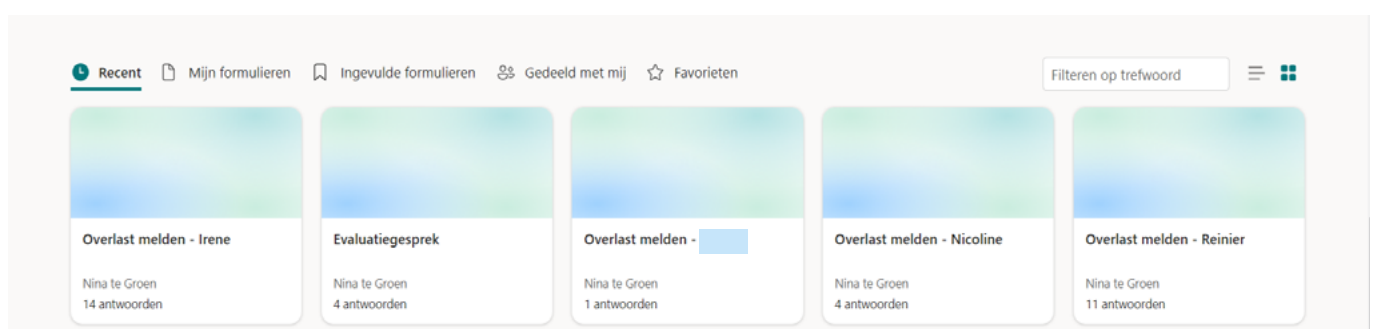 Recent Mijn formulieren Ingevulde formulieren Gedeeld met mij Favorieten Filteren op trefwoord
Overlast melden - Irene
Nina te Groen
14 antwoorden
Evaluatiegesprek
Nina te Groen
4 antwoorden
Overlast melden -
Nina te Groen
1 antwoorden
Overlast melden - Nicoline
Nina te Groen
4 antwoorden
Overlast melden - Reinier
Nina te Groen
11 antwoorden